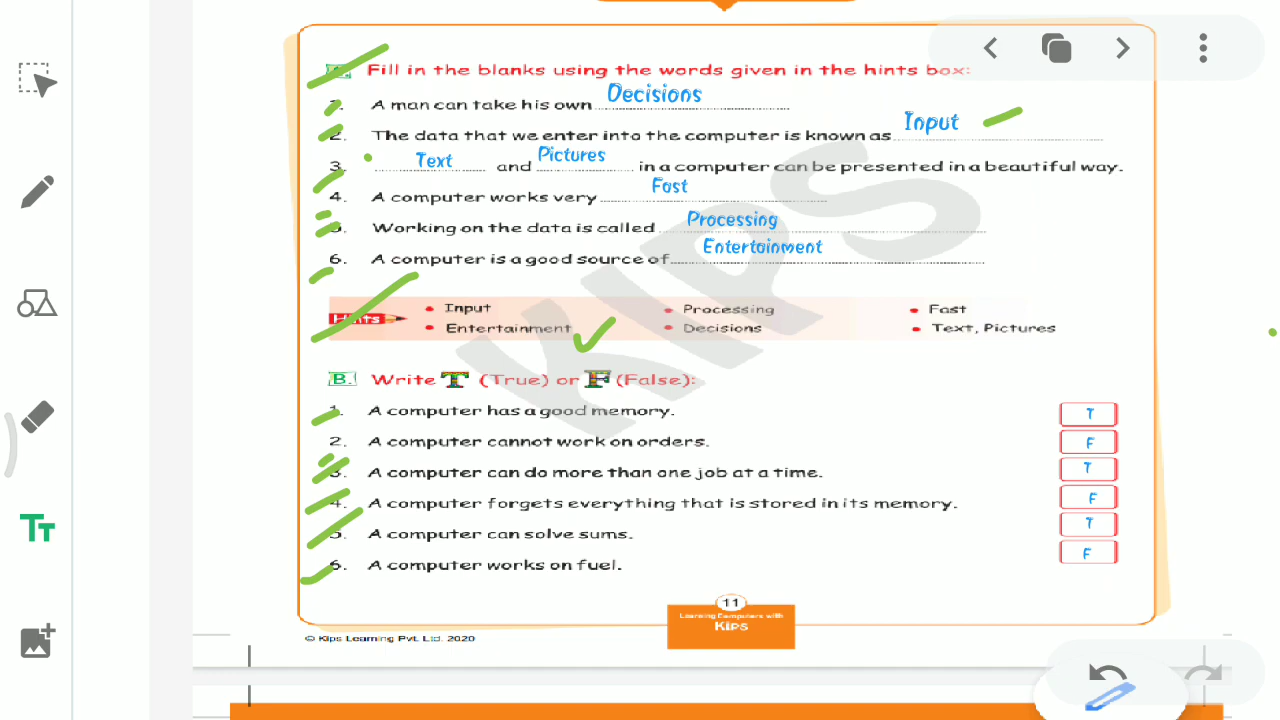 Fill in the blanks using the words given in the hints box:
1. A man can take his own Decisions
2. The data that we enter into the computer is known as Input
3. Text and Pictures in a computer can be presented in a beautiful way.
4. A computer works very Fast
5. Working on the data is called Processing
6. A computer is a good source of Entertainment
Hints
Input Processing Fast
Entertainment Decisions Text, Pictures
B. Write T (True) or F (False):
1. A computer has a good memory. T
2. A computer cannot work on orders. F
3. A computer can do more than one job at a time. T
4. A computer forgets everything that is stored in its memory. F
5. A computer can solve sums. T
6. A computer works on fuel. F
KIPS
11
Learning Computers with
Kips
© Kips Learning Pvt. Ltd. 2020
TT